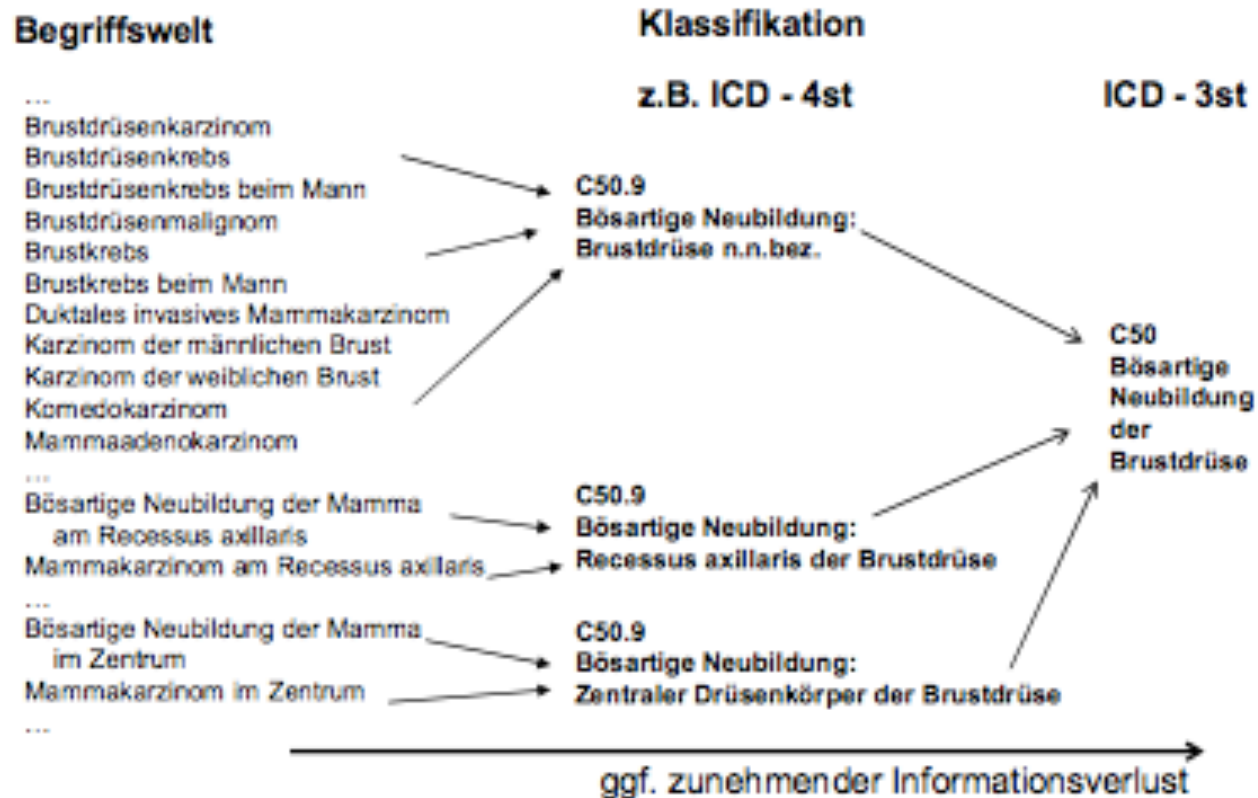 Begriffswelt
Klassifikation
z.B. ICD - 4st
ICD - 3st
...
Brustdrüsenkarzinom
Brustdrüsenkrebs
Brustdrüsenkrebs beim Mann
Brustdrüsenmalignom
Brustkrebs
Brustkrebs beim Mann
Duktales invasives Mammakarzinom
Karzinom der männlichen Brust
Karzinom der weiblichen Brust
Komedokarzinom
Mammaadenokarzinom
...
Bösartige Neubildung der Mamma
am Recessus axillaris
Mammakarzinom am Recessus axillaris
...
Bösartige Neubildung der Mamma
im Zentrum
Mammakarzinom im Zentrum
...
C50.9
Bösartige Neubildung:
Brustdrüse n.n.bez.
C50.9
Bösartige Neubildung:
Recessus axillaris der Brustdrüse
C50.9
Bösartige Neubildung:
Zentraler Drüsenkörper der Brustdrüse
C50
Bösartige
Neubildung
der
Brustdrüse
ggf. zunehmender Informationsverlust